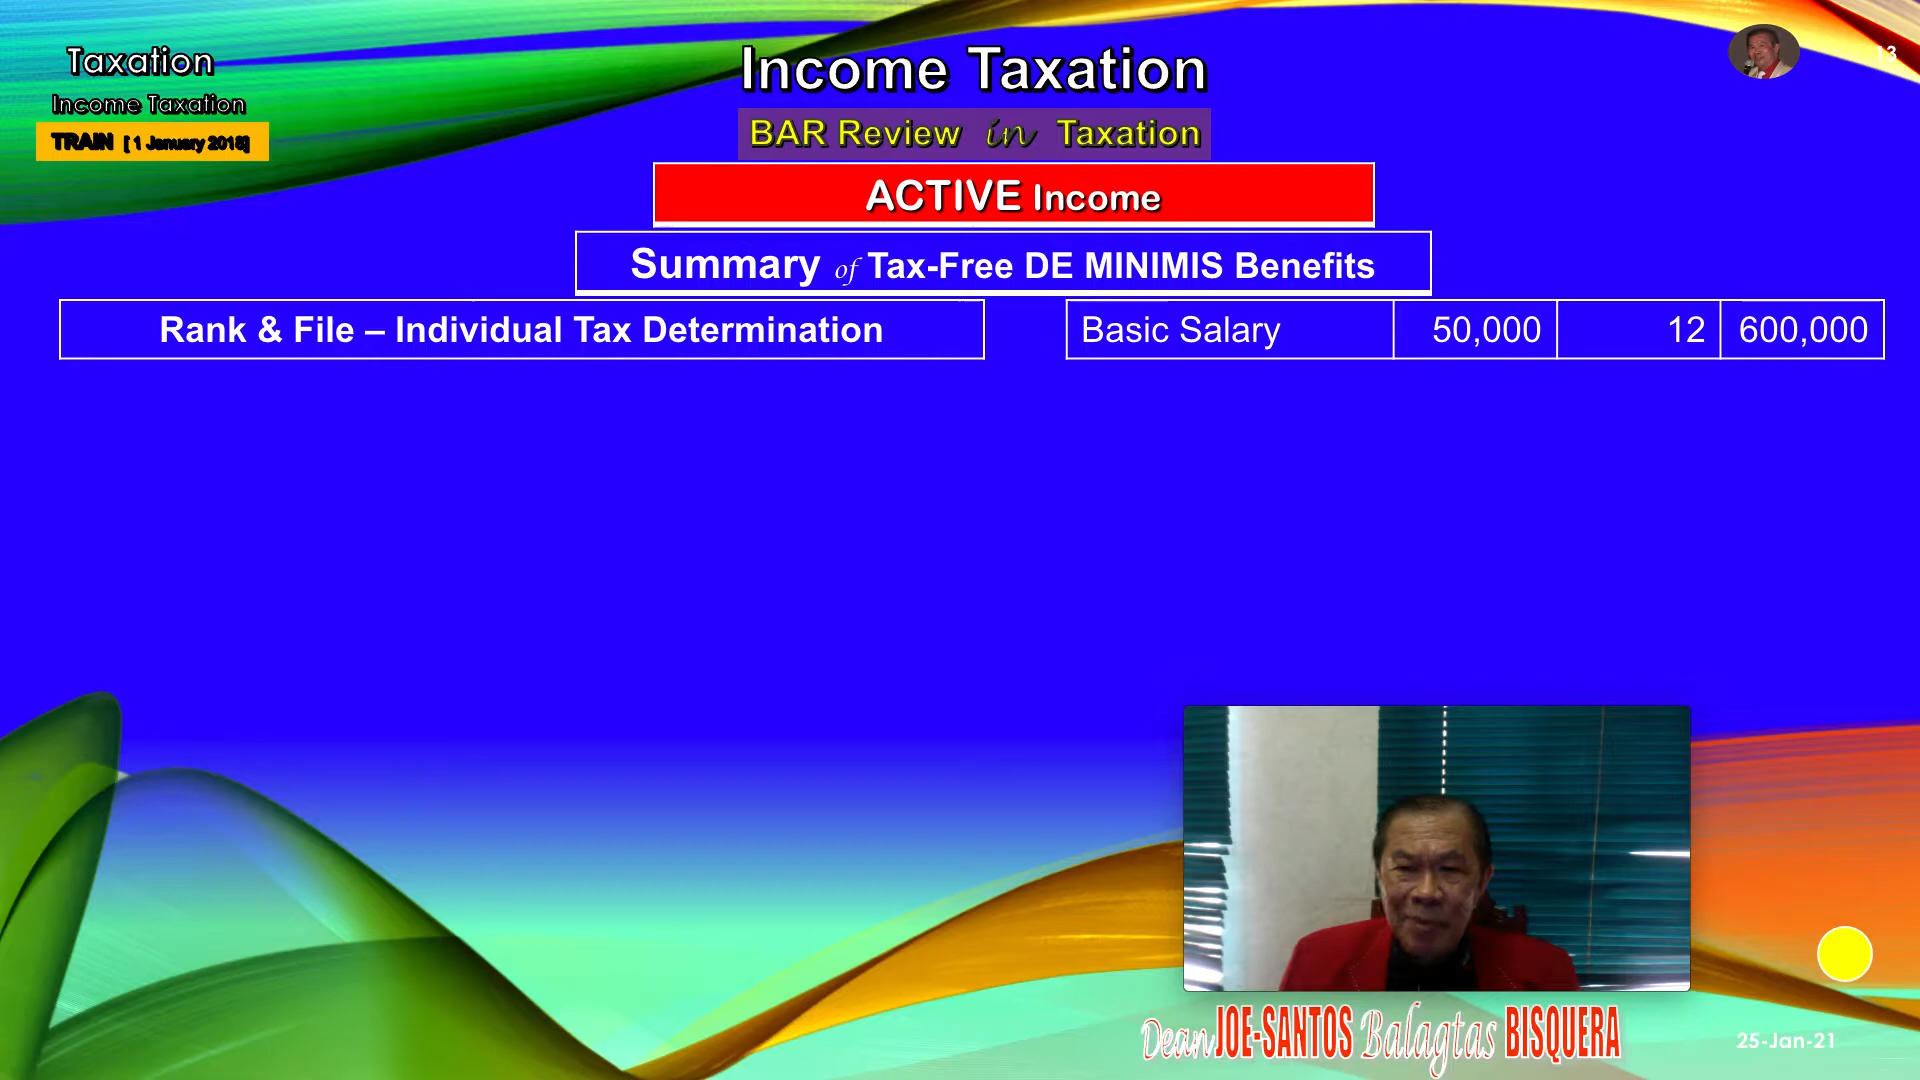 Taxation
Income Taxation
TRAIN [ 1 January 2018]
Income Taxation
BAR Review in Taxation
13
ACTIVE Income
Summary of Tax-Free DE MINIMIS Benefits
Rank & File – Individual Tax Determination
Basic Salary 50,000 12 600,000
Dean JOE-SANTOS Balagtas BISQUERA
25-Jan-21